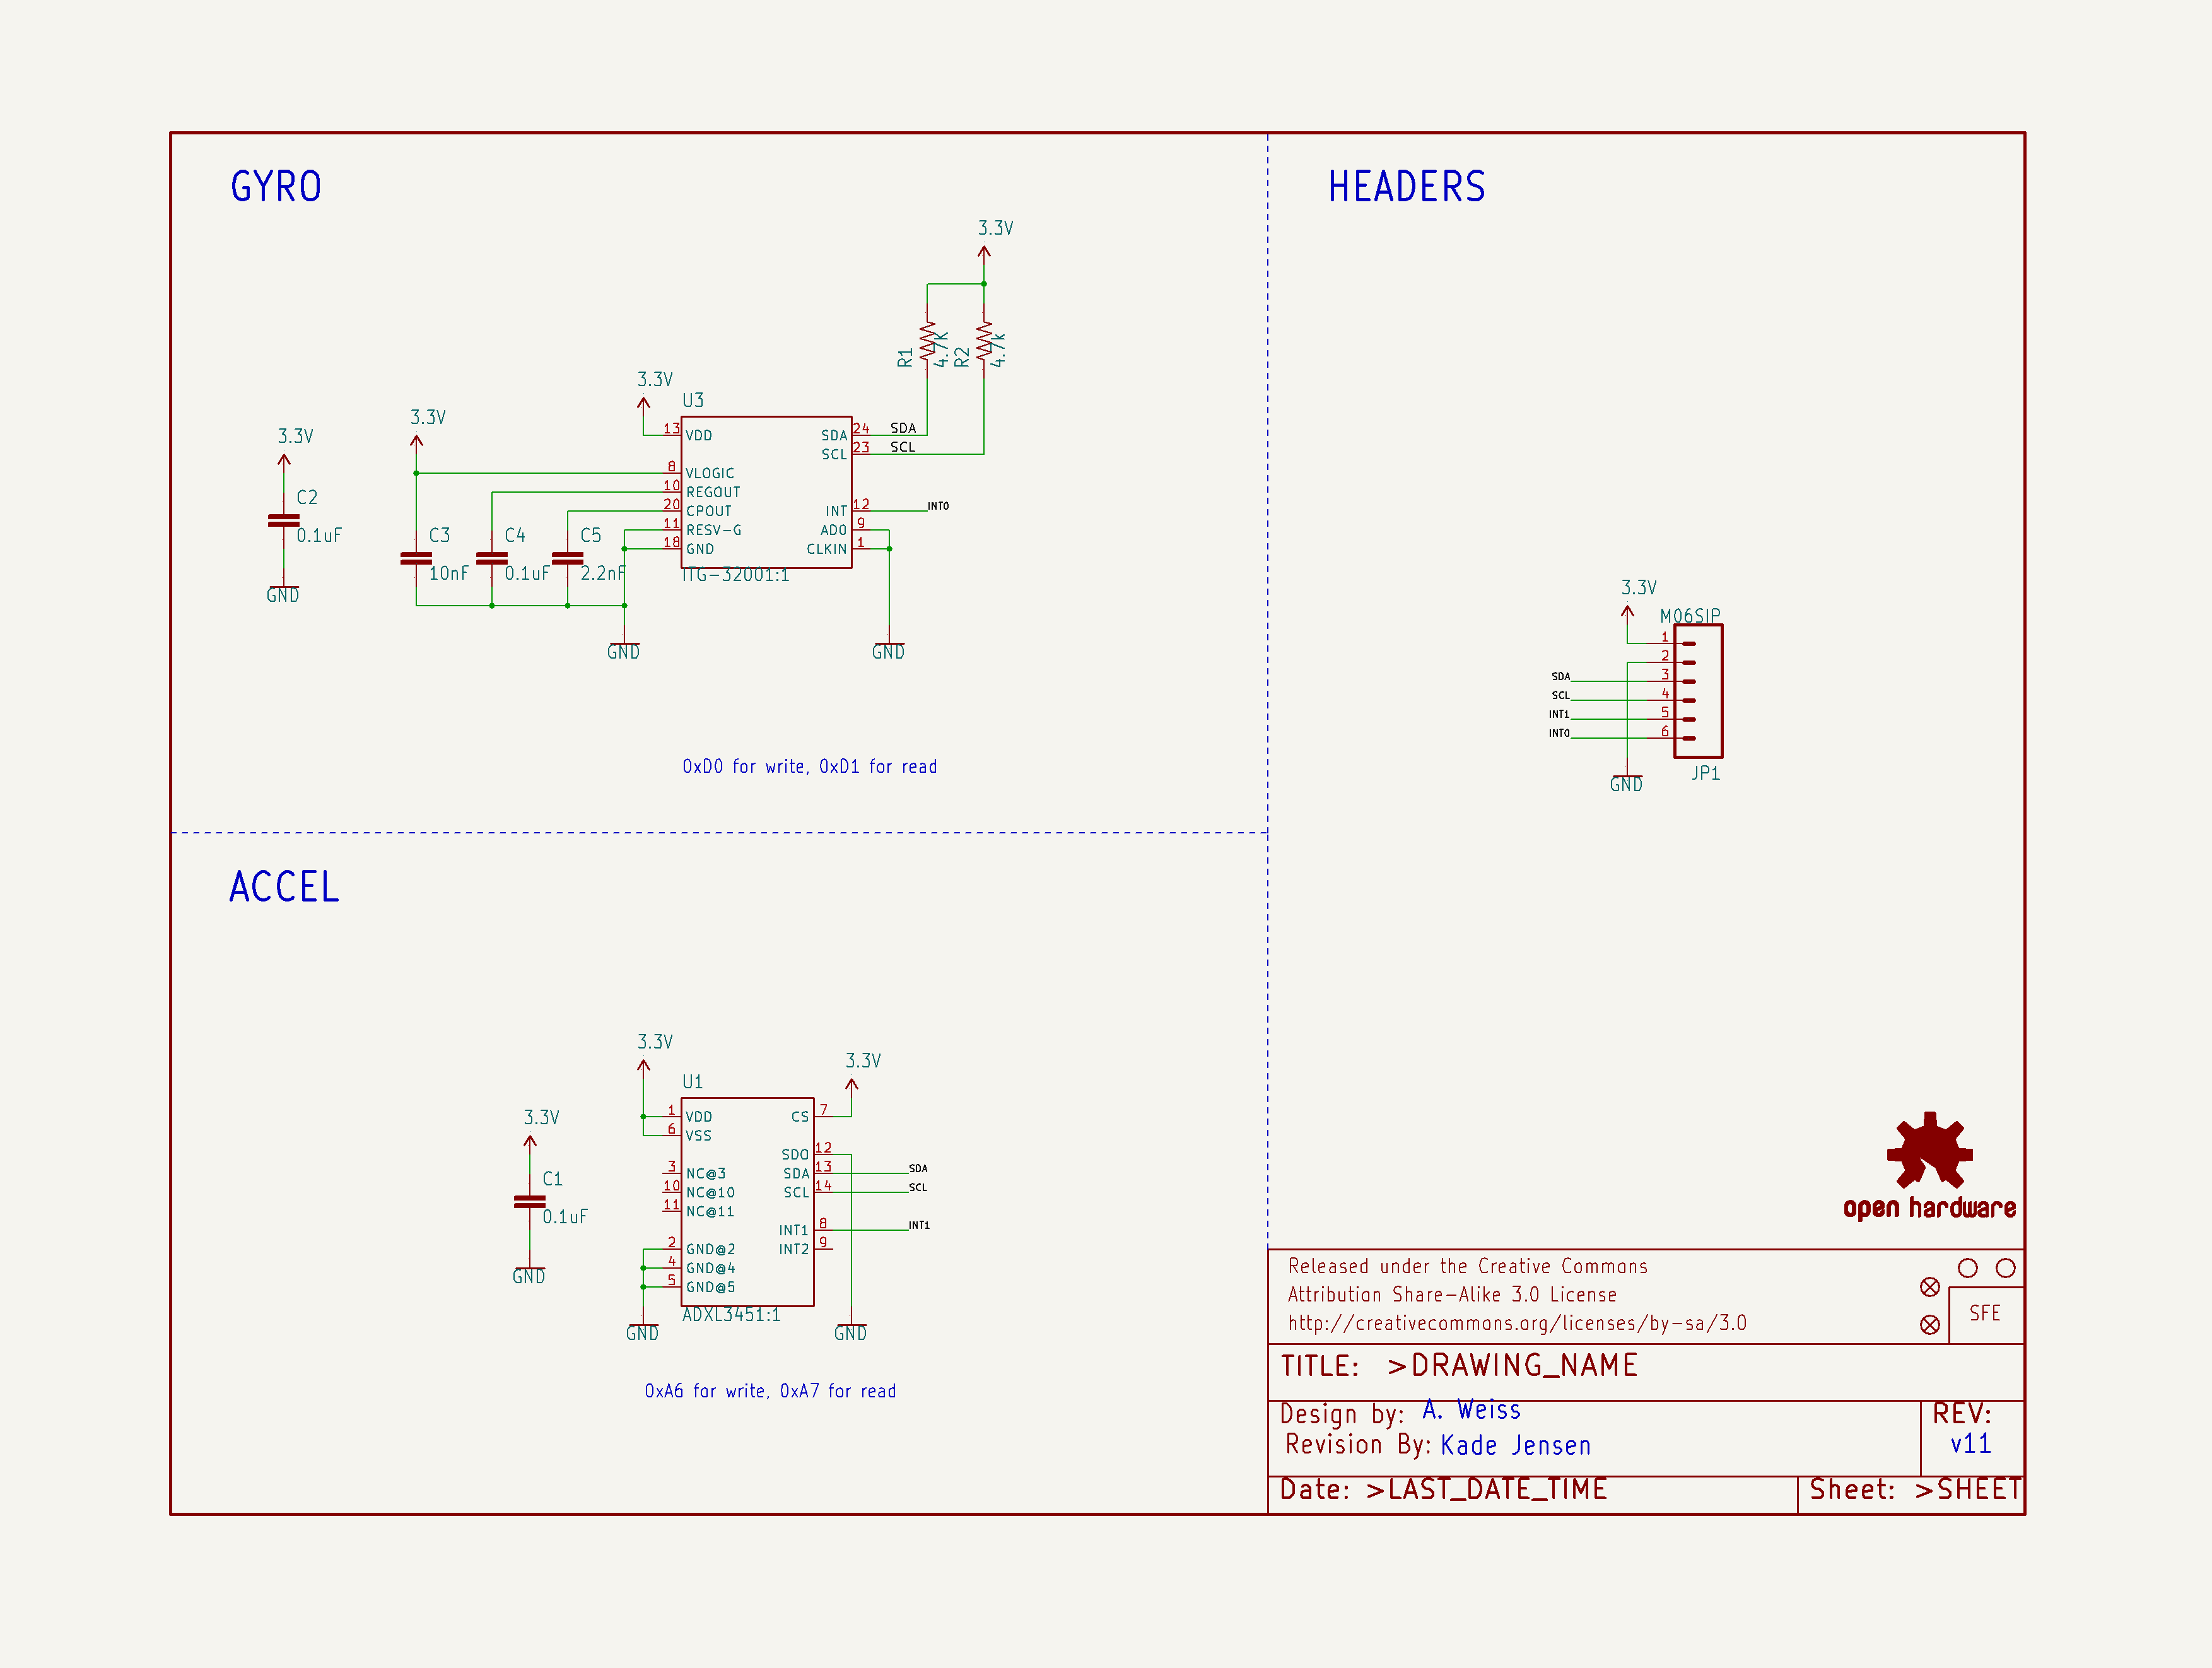 GYRO
3.3V
R1
4.7k
R2
4.7k
3.3V
U3
3.3V
3.3V
C2
0.1uF
GND
C3
10nF
C4
0.1uF
C5
2.2nF
13 VDD
8 VLOGIC
10 REGOUT
20 CPOUT
11 RESV-G
18 GND
SDA 24 SDA
SCL 23 SCL
INT 12 INT0
AD0 9
CLKIN 1
ITG-32001:1
GND
GND
0xD0 for write, 0xD1 for read
HEADERS
3.3V
M06SIP
1
2
SDA 3
SCL 4
INT1 5
INT0 6
GND
JP1
ACCEL
3.3V
3.3V
U1
3.3V
C1
0.1uF
GND
1 VDD
6 VSS
3 NC@3
10 NC@10
11 NC@11
2 GND@2
4 GND@4
5 GND@5
CS 7
SDO 12
SDA 13 SDA
SCL 14 SCL
INT1 8 INT1
INT2 9
ADXL3451:1
GND
GND
0xA6 for write, 0xA7 for read
open hardware
Released under the Creative Commons
Attribution Share-Alike 3.0 License
http://creativecommons.org/licenses/by-sa/3.0
SFE
TITLE: >DRAWING_NAME
Design by: A. Weiss
Revision By: Kade Jensen
REV:
v11
Date: >LAST_DATE_TIME
Sheet: >SHEET